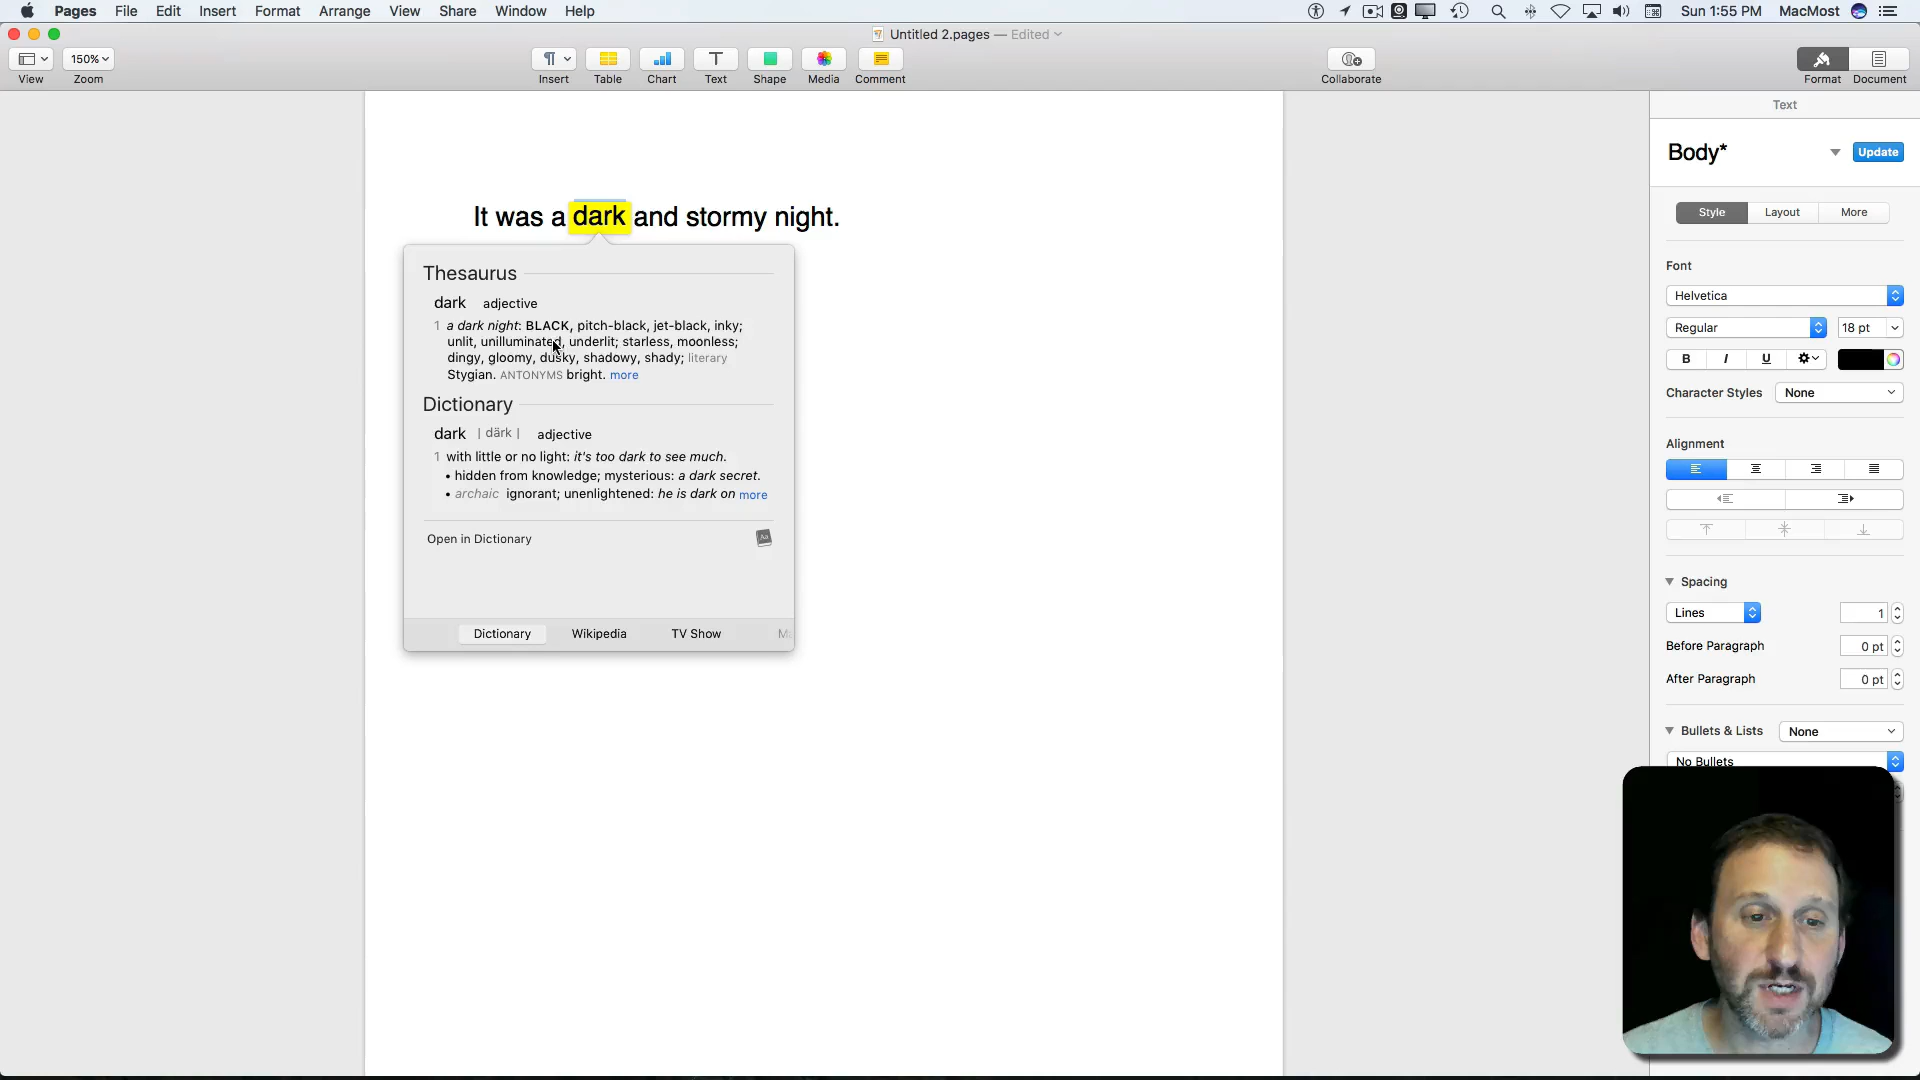 Pages File Edit Insert Format Arrange View Share Window Help Sun 1:55 PM MacMost
Untitled 2.pages — Edited
150%
View Zoom Insert Table Chart Text Shape Media Comment Collaborate Format Document
Text
Body* Update
Style Layout More
It was a dark and stormy night.
Thesaurus
dark adjective
1 a dark night: BLACK, pitch-black, jet-black, inky;
unlit, unilluminated, underlit; starless, moonless;
dingy, gloomy, dusky, shadowy, shady; literary
Stygian. ANTONYMS bright. more
Dictionary
dark | därk | adjective
1 with little or no light: it's too dark to see much.
• hidden from knowledge; mysterious: a dark secret.
• archaic ignorant; unenlightened: he is dark on more
Open in Dictionary
Aa
Dictionary Wikipedia TV Show
Font
Helvetica
Regular 18 pt
B I U
Character Styles None
Alignment
Spacing
Lines 1
Before Paragraph 0 pt
After Paragraph 0 pt
Bullets & Lists None
No Bullets